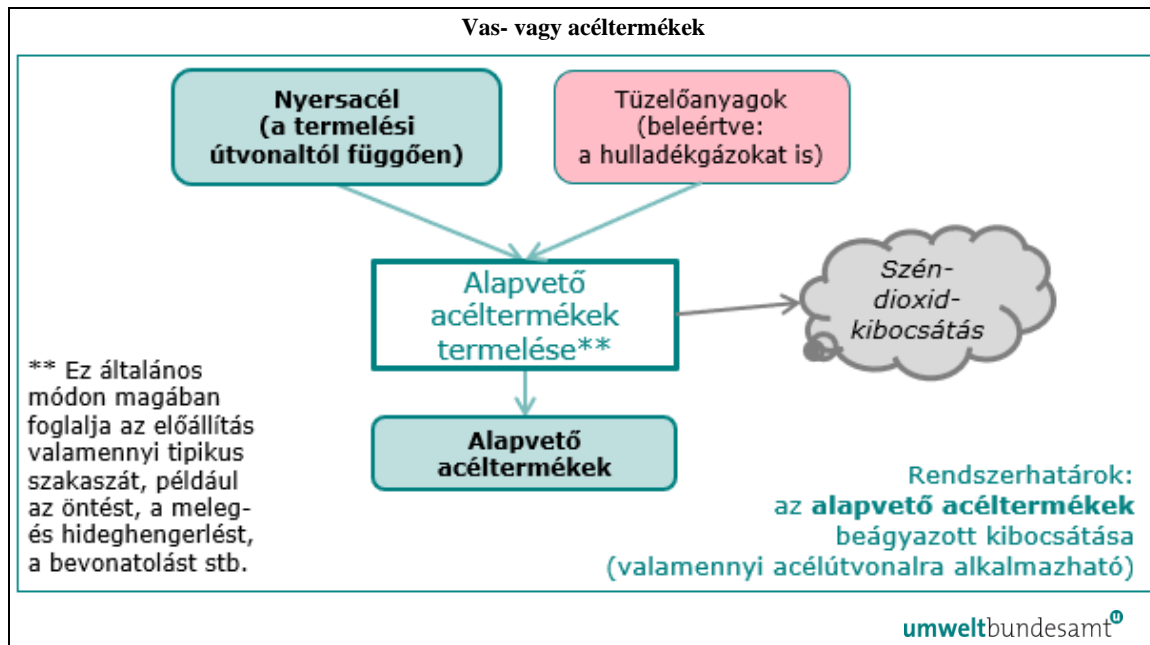 Vas- vagy acéltermékek
Nyersacél
(a termelési
útvonaltól függően)
Tüzelőanyagok
(beleértve:
a hulladékgázokat is)
Alapvető
acéltermékek
termelése**
Szén-
dioxid-
kibocsátás
** Ez általános
módon magában
foglalja az előállítás
valamennyi tipikus
szakaszát, például
az öntést, a meleg-
és hideghengerlést,
a bevonatolást stb.
Alapvető
acéltermékek
Rendszerhatárok:
az alapvető acéltermékek
beágyazott kibocsátása
(valamennyi acélútvonalra alkalmazható)
umweltbundesamt